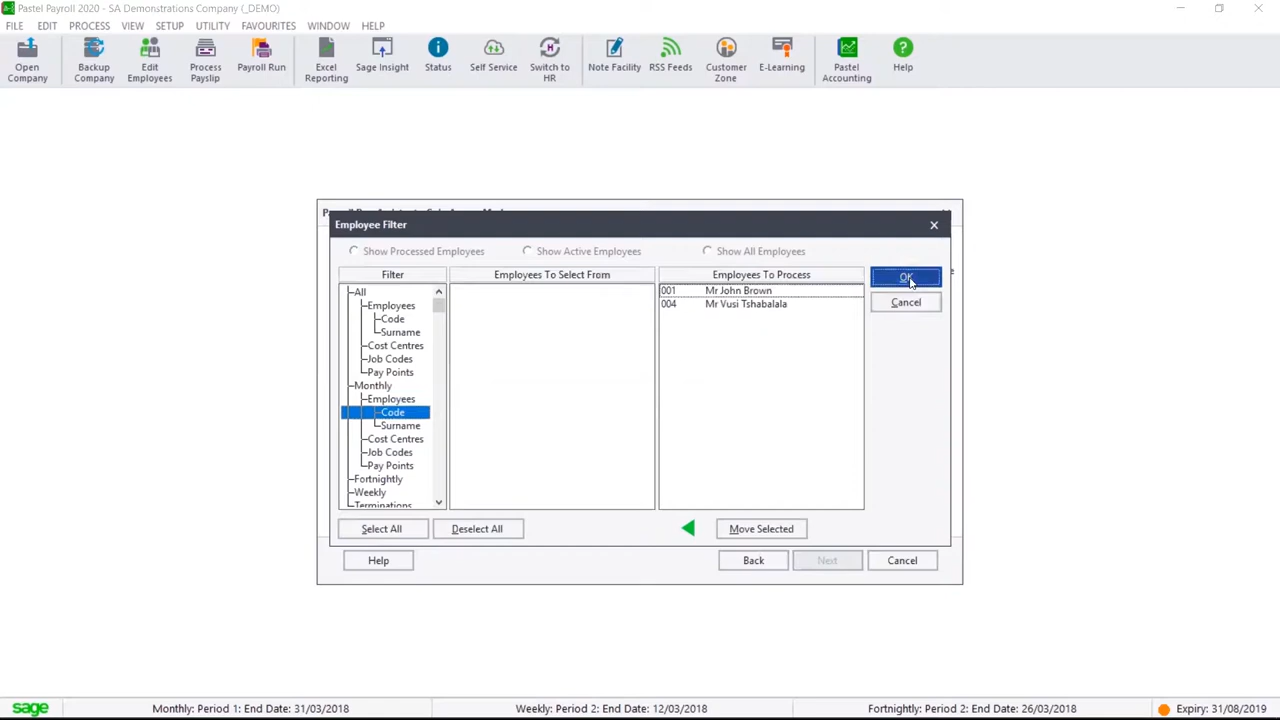 Pastel Payroll 2020 - SA Demonstrations Company (_DEMO)
FILE EDIT PROCESS VIEW SETUP UTILITY FAVOURITES WINDOW HELP
Open Company
Backup Company
Edit Employees
Process Payslip
Payroll Run
Excel Reporting
Sage Insight
Status
Self Service
Switch to HR
Note Facility
RSS Feeds
Customer Zone
E-Learning
Pastel Accounting
Help
Employee Filter
Show Processed Employees Show Active Employees Show All Employees
Filter Employees To Select From Employees To Process
OK
Cancel
All
Employees
Code
Surname
Cost Centres
Job Codes
Pay Points
Monthly
Employees
Code
Surname
Cost Centres
Job Codes
Pay Points
Fortnightly
Weekly
Terminations
001 Mr John Brown
004 Mr Vusi Tshabalala
Select All Deselect All Move Selected
Help Back Next Cancel
sage Monthly: Period 1: End Date: 31/03/2018 Weekly: Period 2: End Date: 12/03/2018 Fortnightly: Period 2: End Date: 26/03/2018 Expiry: 31/08/2019